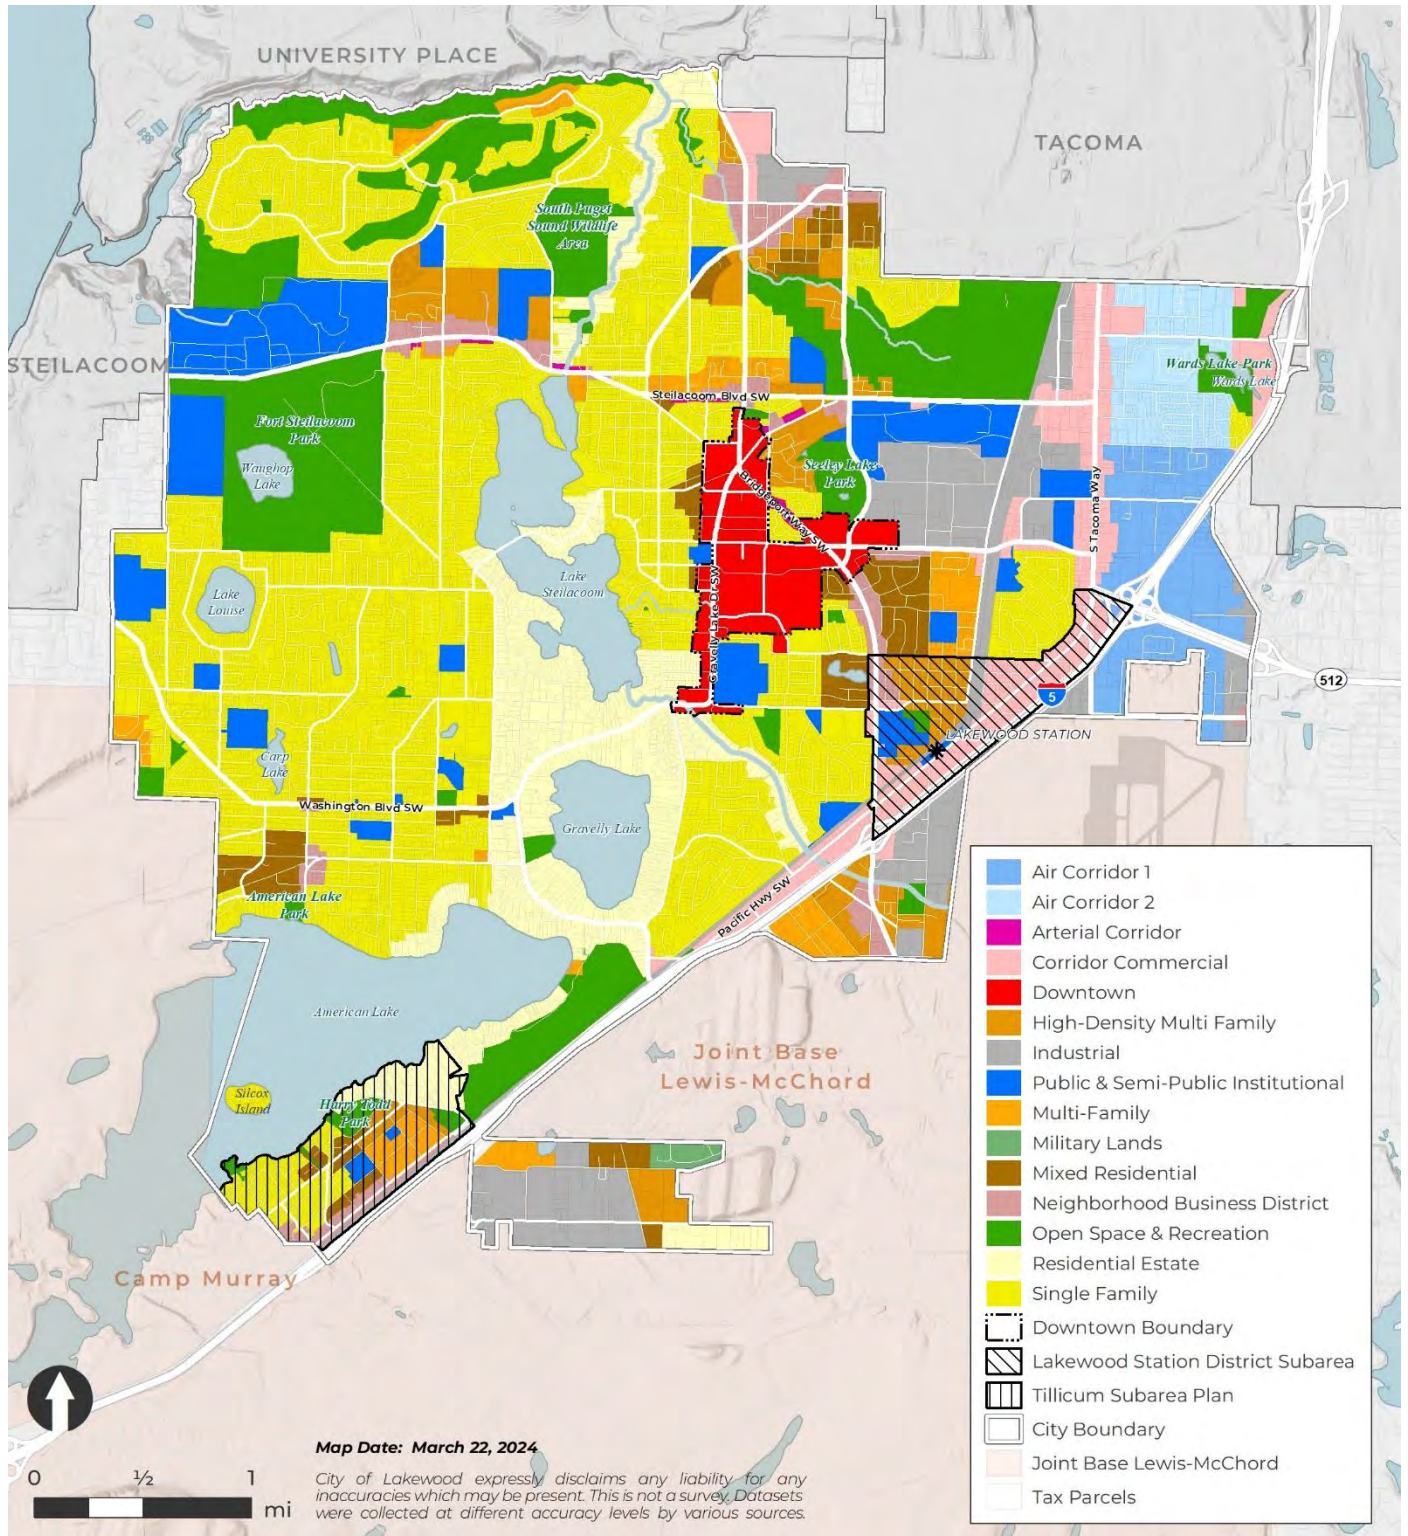 UNIVERSITY PLACE
TACOMA
South Puget
Sound Wildlife
Area
STEILACOOM
Wards Lake Park
Wards Lake
Steilacoom Blvd SW
Fort Steilacoom
Park
Waughop
Lake
Seeley Lake
Park
Bridgeport Way SW
S Tacoma Way
Lake
Steilacoom
Lake
Louise
Gravelly Lake Dr SW
512
5
LAKEWOOD STATION
Carp
Lake
Washington Blvd SW
Gravelly Lake
American Lake
Park
Pacific Hwy SW
American Lake
Joint Base
Lewis-McChord
Silcox
Island
Harry Todd
Park
Camp Murray
Air Corridor 1
Air Corridor 2
Arterial Corridor
Corridor Commercial
Downtown
High-Density Multi Family
Industrial
Public & Semi-Public Institutional
Multi-Family
Military Lands
Mixed Residential
Neighborhood Business District
Open Space & Recreation
Residential Estate
Single Family
Downtown Boundary
Lakewood Station District Subarea
Tillicum Subarea Plan
City Boundary
Joint Base Lewis-McChord
Tax Parcels
Map Date: March 22, 2024
City of Lakewood expressly disclaims any liability for any
inaccuracies which may be present. This is not a survey. Datasets
were collected at different accuracy levels by various sources.
0 ½ 1
mi